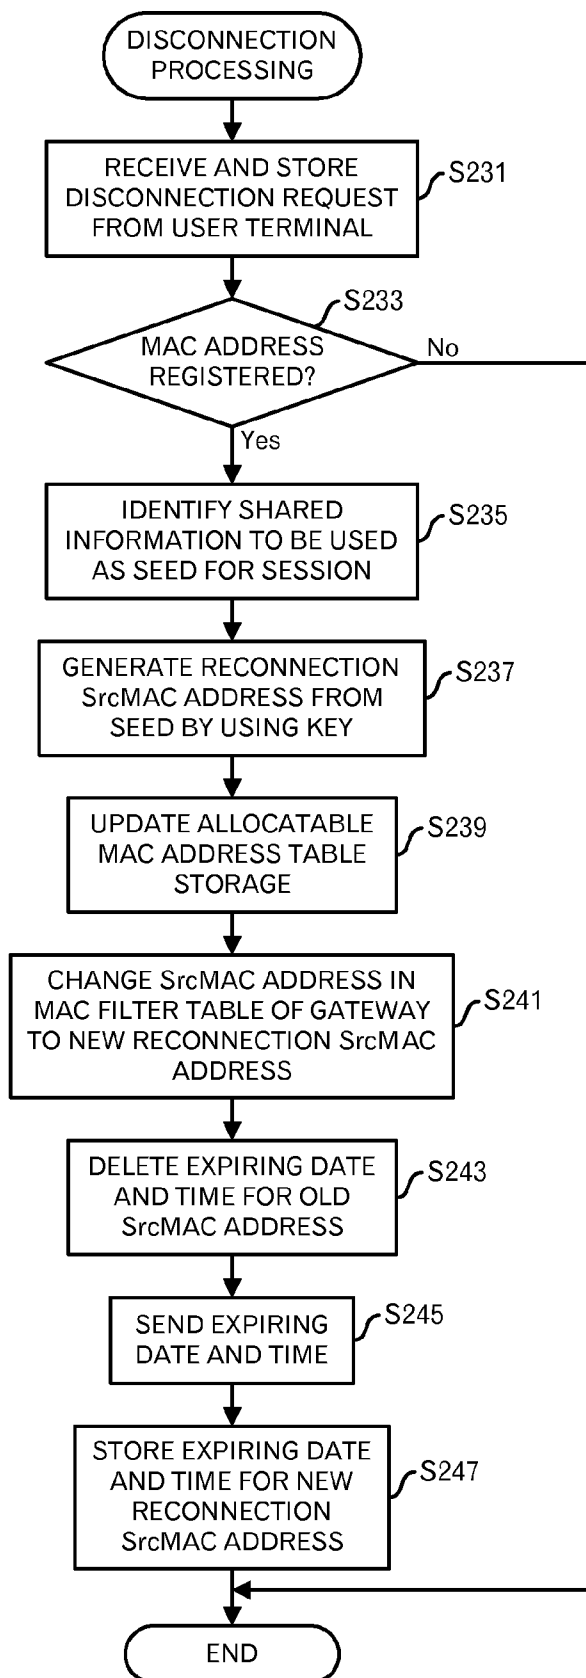 DISCONNECTION
PROCESSING
RECEIVE AND STORE
DISCONNECTION REQUEST
FROM USER TERMINAL
S231
S233
MAC ADDRESS
REGISTERED?
No
Yes
IDENTIFY SHARED
INFORMATION TO BE USED
AS SEED FOR SESSION
S235
GENERATE RECONNECTION
SrcMAC ADDRESS FROM
SEED BY USING KEY
S237
UPDATE ALLOCATABLE
MAC ADDRESS TABLE
STORAGE
S239
CHANGE SrcMAC ADDRESS IN
MAC FILTER TABLE OF GATEWAY
TO NEW RECONNECTION SrcMAC
ADDRESS
S241
DELETE EXPIRING DATE
AND TIME FOR OLD
SrcMAC ADDRESS
S243
SEND EXPIRING
DATE AND TIME
S245
STORE EXPIRING DATE
AND TIME FOR NEW
RECONNECTION
SrcMAC ADDRESS
S247
END